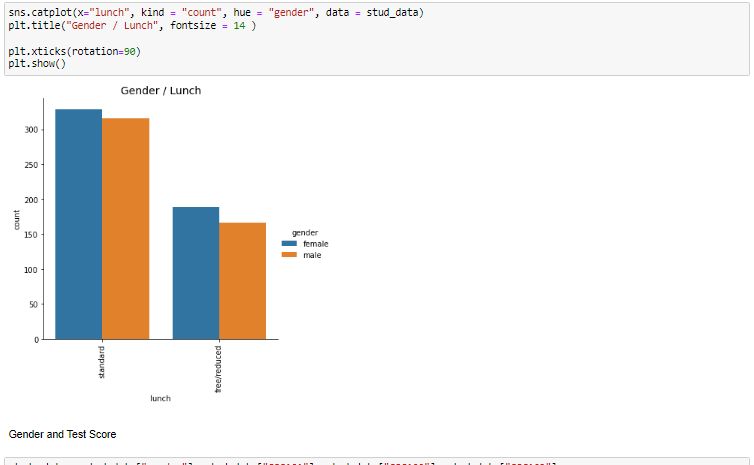 sns.catplot(x="lunch", kind = "count", hue = "gender", data = stud_data)
plt.title("Gender / Lunch", fontsize = 14 )
plt.xticks(rotation=90)
plt.show()
Gender / Lunch
300
250
200
150
100
50
0
count
standard
free/reduced
lunch
gender
female
male
Gender and Test Score